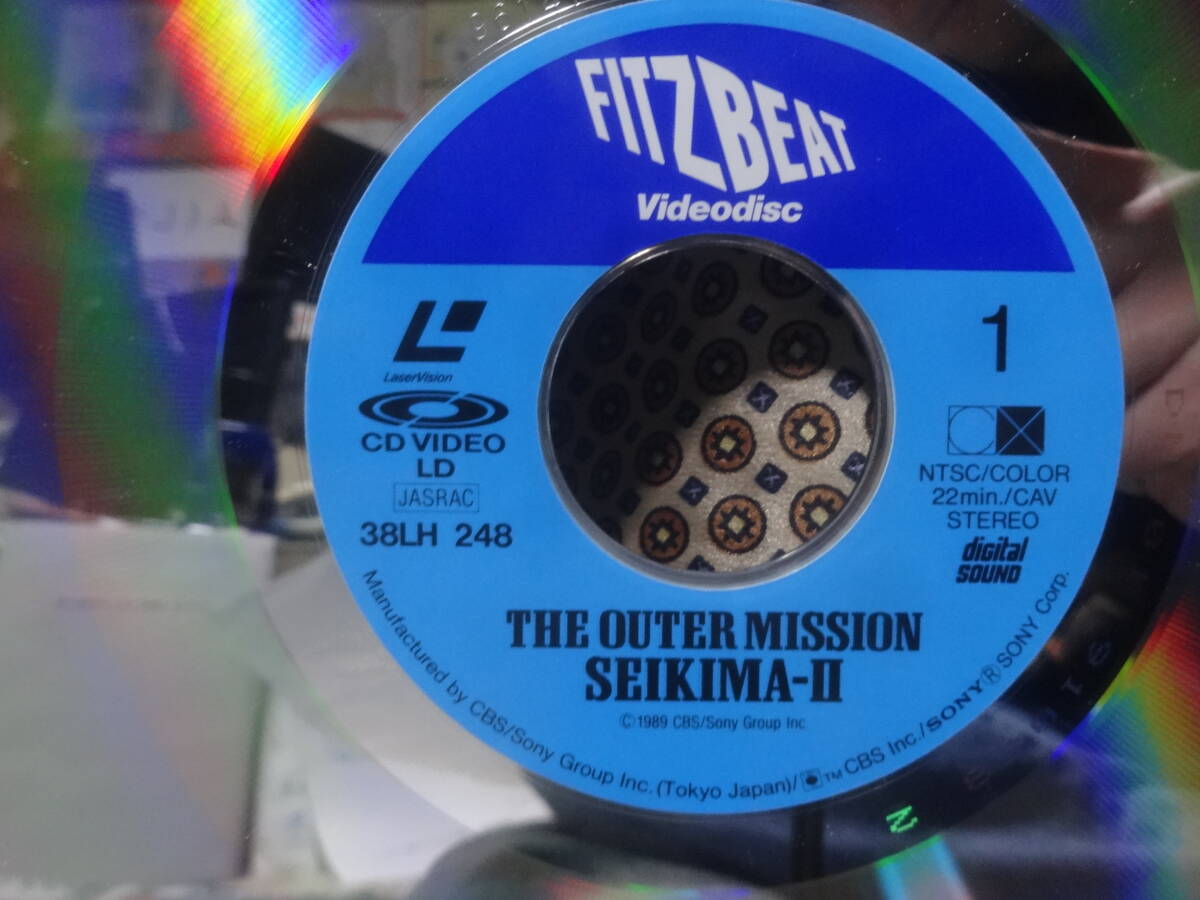 FITZBEAT
Videodisc
LaserVision
CD VIDEO
LD
JASRAC
38LH 248
1
NTSC/COLOR
22min./CAV
STEREO
digital
SOUND
THE OUTER MISSION
SEIKIMA-II
©1989 CBS/Sony Group Inc.
Manufactured by CBS/Sony Group Inc. (Tokyo Japan)/™CBS Inc./SONY® SONY Corp.